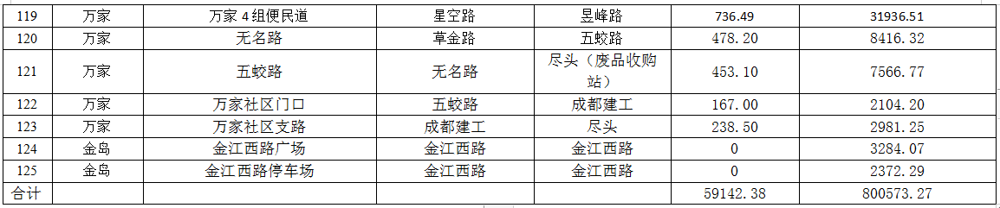 119 万家 万家 4 组便民道 星空路 昱峰路 736.49 31936.51
120 万家 无名路 草金路 五蛟路 478.20 8416.32
121 万家 五蛟路 无名路 尽头（废品收购 453.10 7566.77
站）
122 万家 万家社区门口 五蛟路 成都建工 167.00 2104.20
123 万家 万家社区支路 成都建工 尽头 238.50 2981.25
124 金岛 金江西路广场 金江西路 金江西路 0 3284.07
125 金岛 金江西路停车场 金江西路 金江西路 0 2372.29
合计 59142.38 800573.27